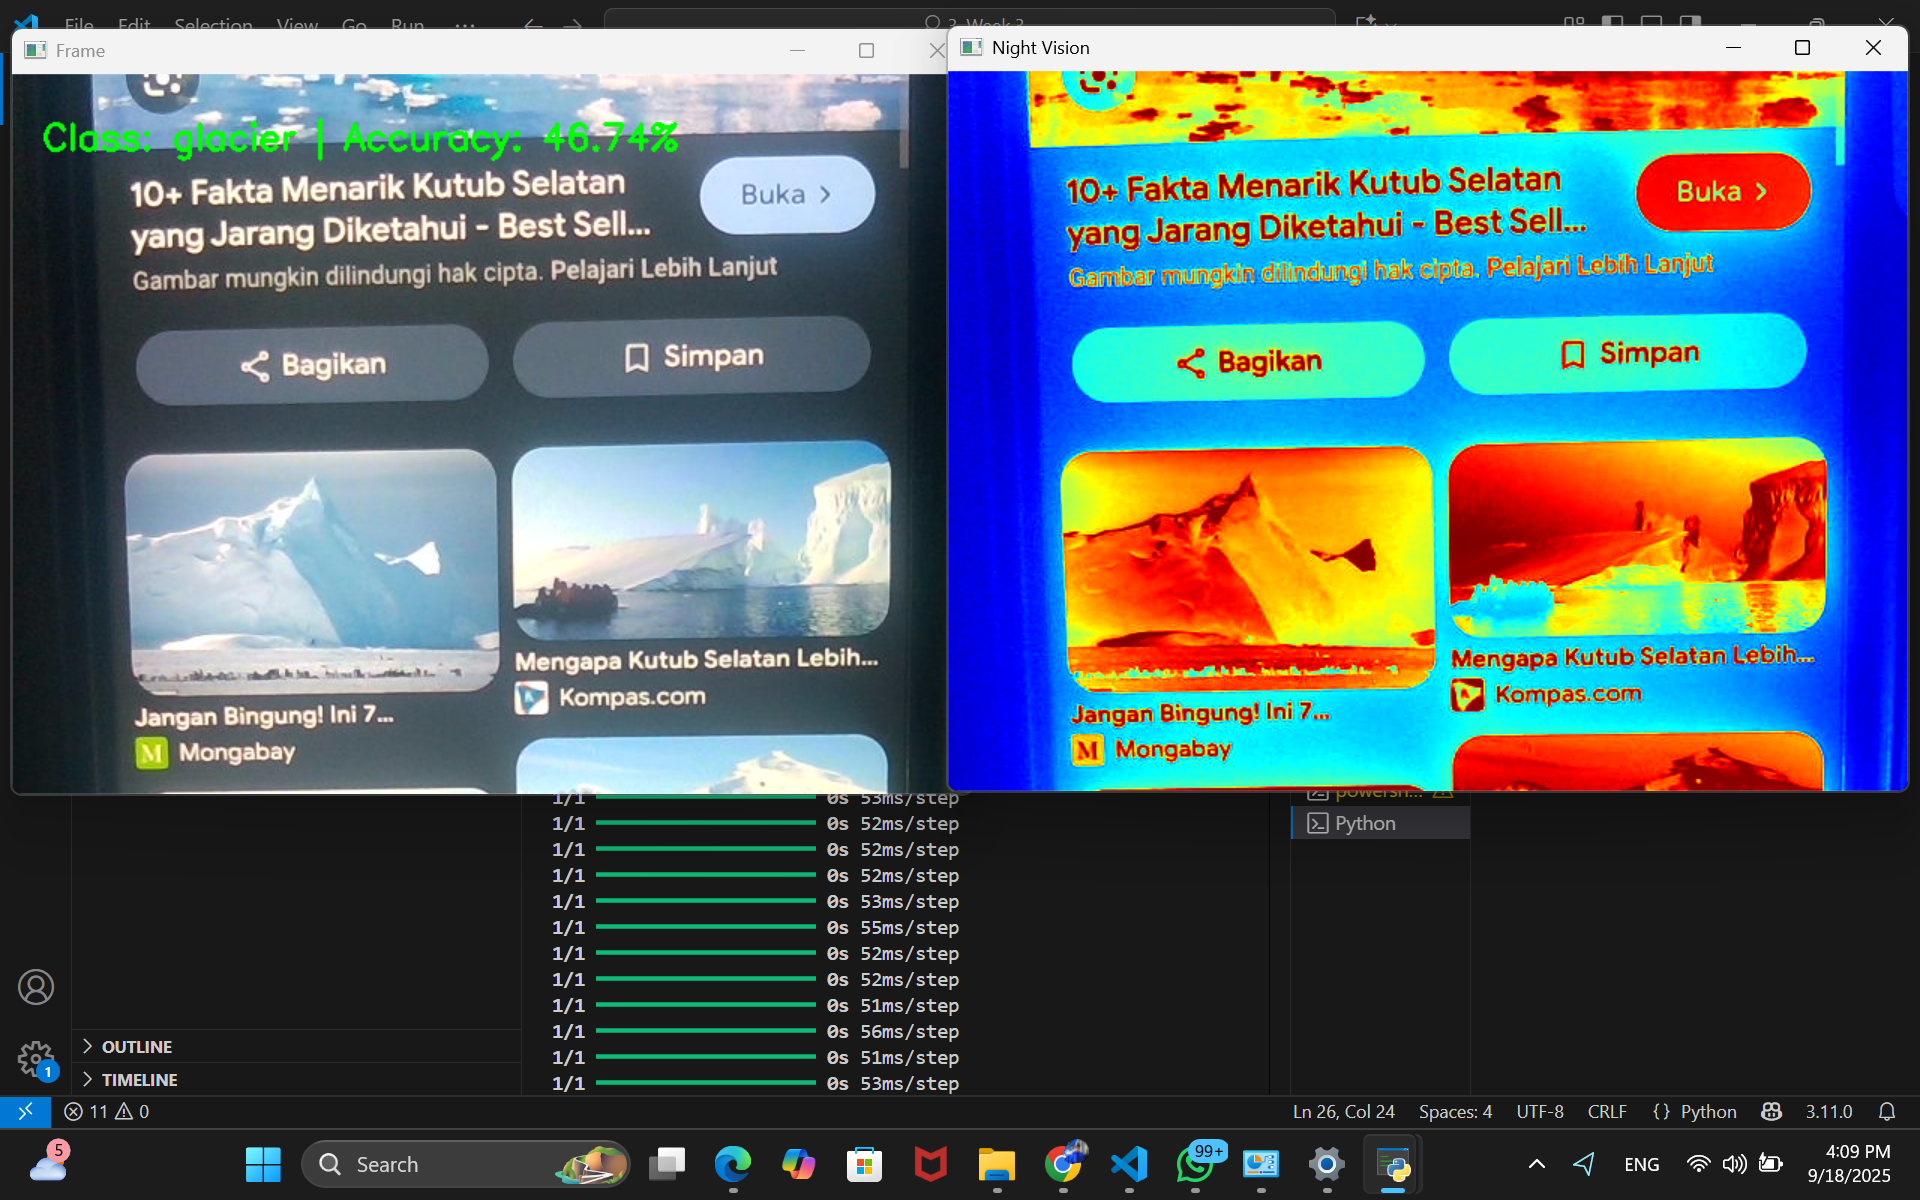 File Edit Selection View Go Run ...
3. Week 3
Frame
Night Vision
Class: glacier | Accuracy: 46.74%
10+ Fakta Menarik Kutub Selatan
yang Jarang Diketahui - Best Sell...
Buka >
Gambar mungkin dilindungi hak cipta. Pelajari Lebih Lanjut
Bagikan
Simpan
Mengapa Kutub Selatan Lebih...
Kompas.com
Jangan Bingung! Ini 7...
M Mongabay
10+ Fakta Menarik Kutub Selatan
yang Jarang Diketahui - Best Sell...
Buka >
Gambar mungkin dilindungi hak cipta. Pelajari Lebih Lanjut
Bagikan
Simpan
Mengapa Kutub Selatan Lebih...
Kompas.com
Jangan Bingung! Ini 7...
M Mongabay
1/1 0s 53ms/step
1/1 0s 52ms/step
1/1 0s 52ms/step
1/1 0s 52ms/step
1/1 0s 53ms/step
1/1 0s 55ms/step
1/1 0s 52ms/step
1/1 0s 52ms/step
1/1 0s 51ms/step
1/1 0s 56ms/step
1/1 0s 51ms/step
1/1 0s 53ms/step
powersh...
Python
1
OUTLINE
TIMELINE
11 0
Ln 26, Col 24 Spaces: 4 UTF-8 CRLF {} Python 3.11.0
5
Search
99+
ENG
4:09 PM
9/18/2025